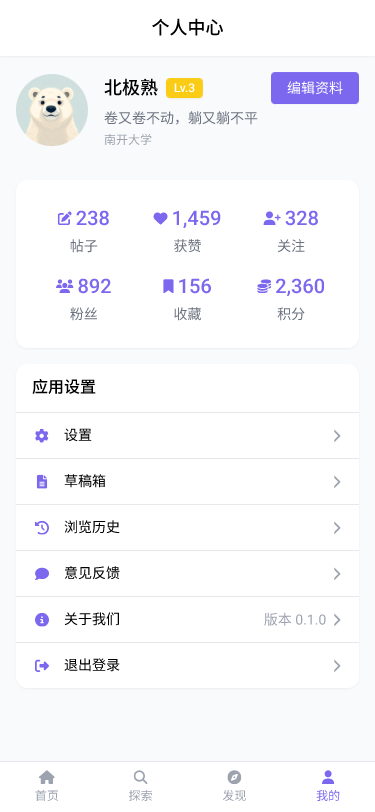 个人中心
北极熟 Lv.3 编辑资料
卷又卷不动，躺又躺不平
南开大学
238 1,459 328
帖子 获赞 关注
892 156 2,360
粉丝 收藏 积分
应用设置
设置
草稿箱
浏览历史
意见反馈
关于我们 版本 0.1.0
退出登录
首页 探索 发现 我的